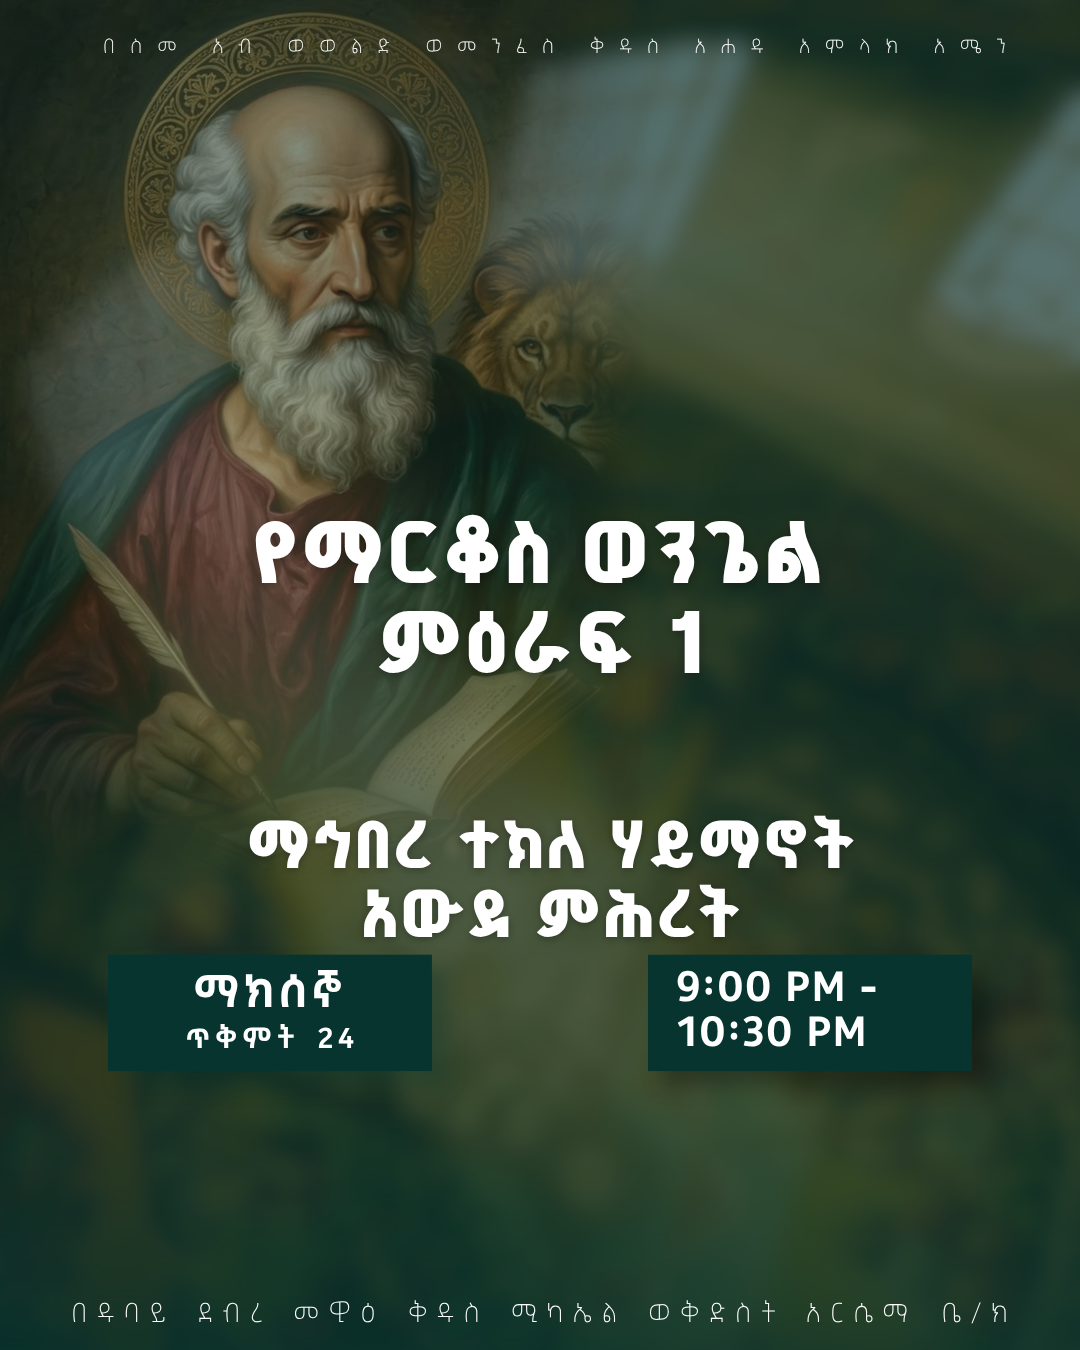 በስመ አብ ወወልድ ወመንፈስ ቅዱስ አሐዱ አምላክ አሜን
የማርቆስ ወንጌል
ምዕራፍ 1
ማኅበረ ተክለ ሃይማኖት
አውደ ምሕረት
ማክሰኞ
ጥቅምት 24
9:00 PM -
10:30 PM
በዱባይ ደብረ መዊዕ ቅዱስ ሚካኤል ወቅድስት አርሴማ ቤ/ክ